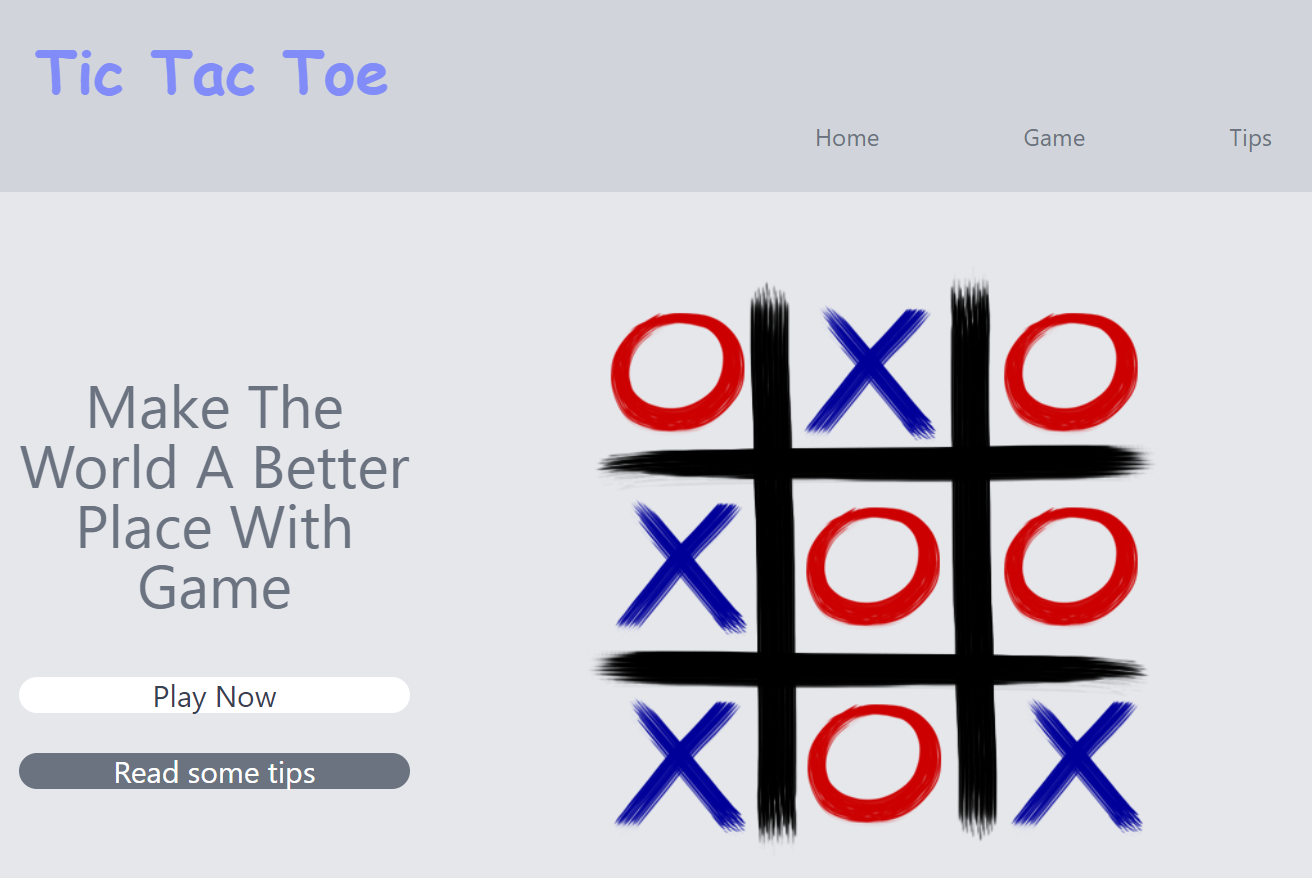 Tic Tac Toe
Home Game Tips
Make The
World A Better
Place With
Game
Play Now
Read some tips
O X O
X O O
X O X